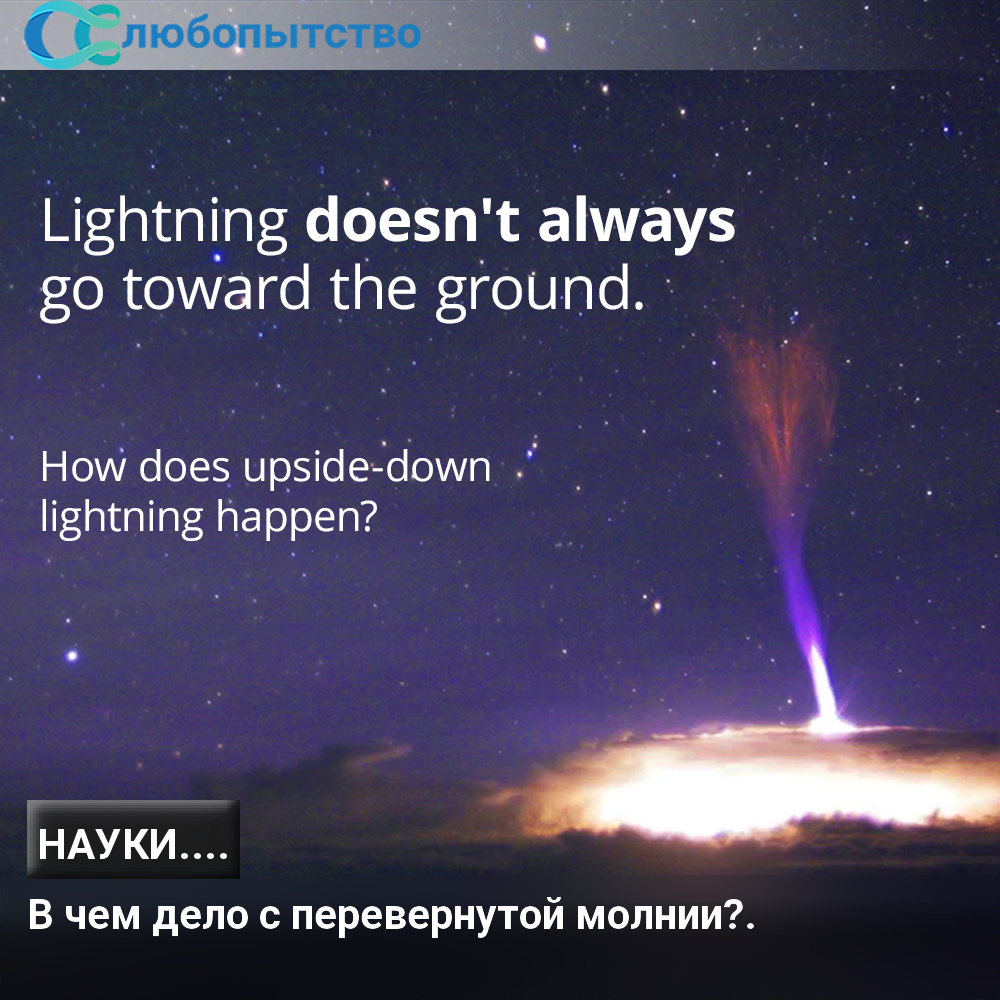 любопытство
Lightning doesn't always
go toward the ground.
How does upside-down
lightning happen?
НАУКИ....
В чем дело с перевернутой молнии?.